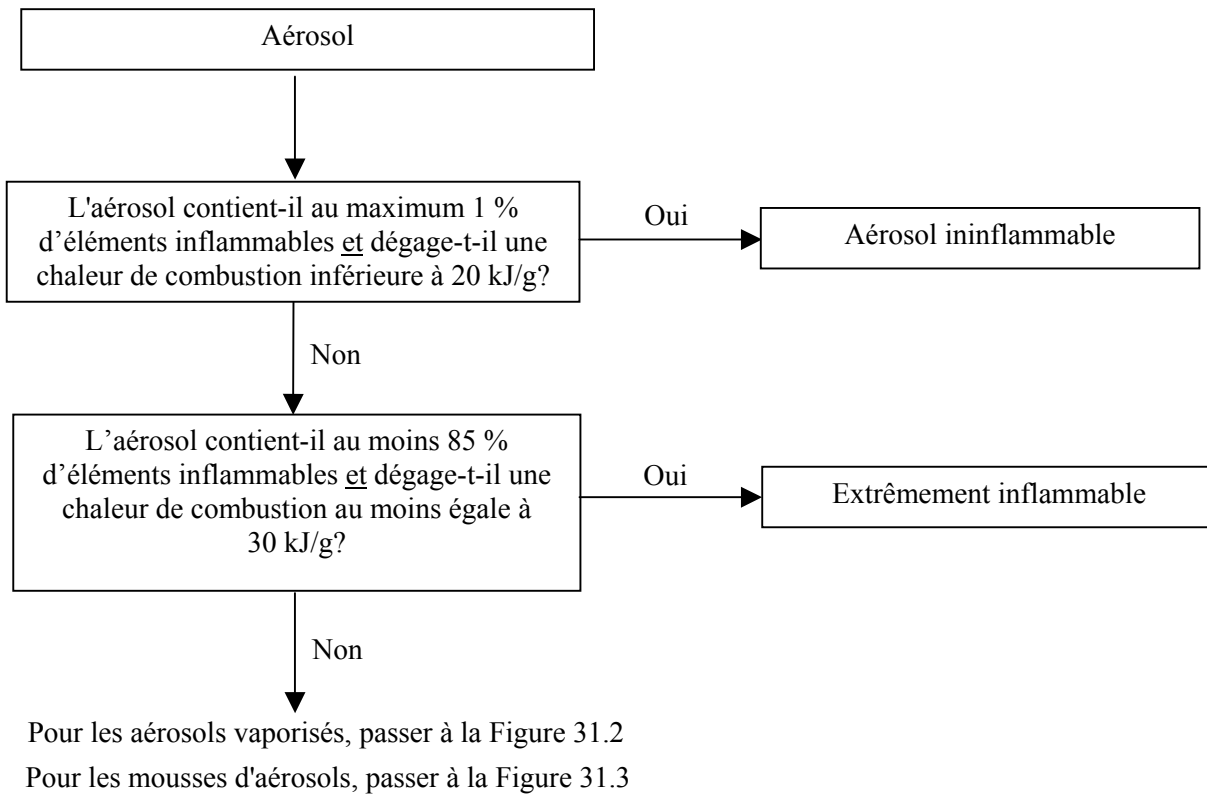 Aérosol
L'aérosol contient-il au maximum 1 %
d’éléments inflammables et dégage-t-il une
chaleur de combustion inférieure à 20 kJ/g?
Oui
Aérosol ininflammable
Non
L’aérosol contient-il au moins 85 %
d’éléments inflammables et dégage-t-il une
chaleur de combustion au moins égale à
30 kJ/g?
Oui
Extrêmement inflammable
Non
Pour les aérosols vaporisés, passer à la Figure 31.2
Pour les mousses d'aérosols, passer à la Figure 31.3